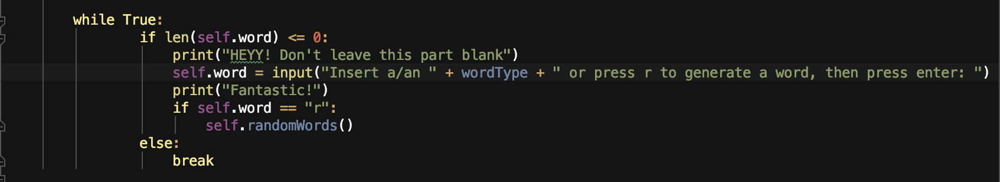 while True:
if len(self.word) <= 0:
print("HEYY! Don't leave this part blank")
self.word = input("Insert a/an " + wordType + " or press r to generate a word, then press enter: ")
print("Fantastic!")
if self.word == "r":
self.randomWords()
else:
break